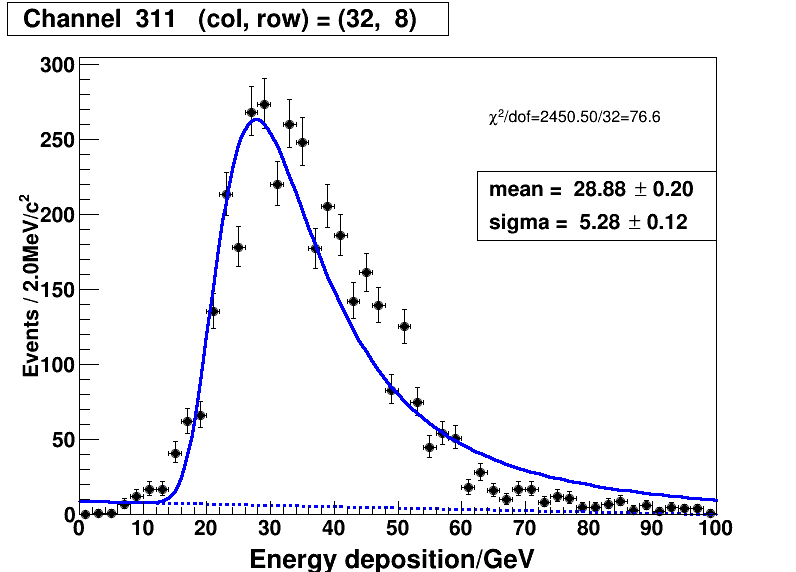 Channel 311 (col, row) = (32, 8)
χ²/dof=2450.50/32=76.6
mean = 28.88 ± 0.20
sigma = 5.28 ± 0.12
Events / 2.0MeV/c²
300
250
200
150
100
50
0
0 10 20 30 40 50 60 70 80 90 100
Energy deposition/GeV